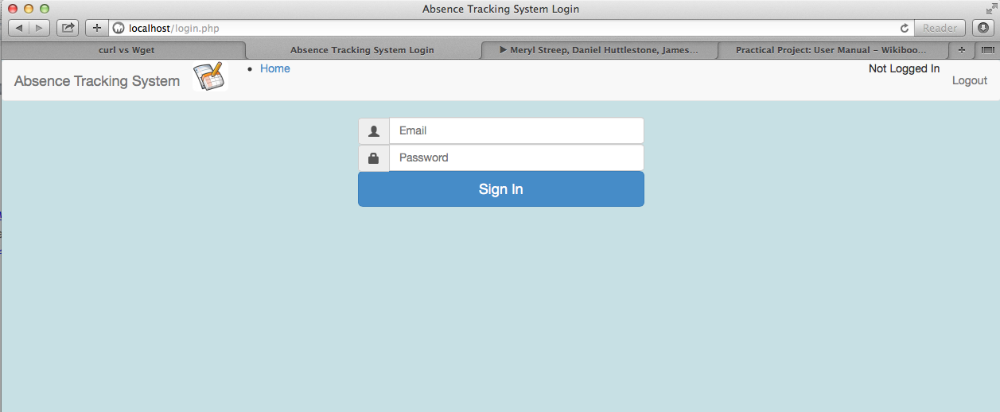 Absence Tracking System Login
localhost/login.php
Reader
curl vs Wget
Absence Tracking System Login
▶ Meryl Streep, Daniel Huttlestone, James...
Practical Project: User Manual – Wikiboo...
Absence Tracking System
• Home
Not Logged In
Logout
Email
Password
Sign In